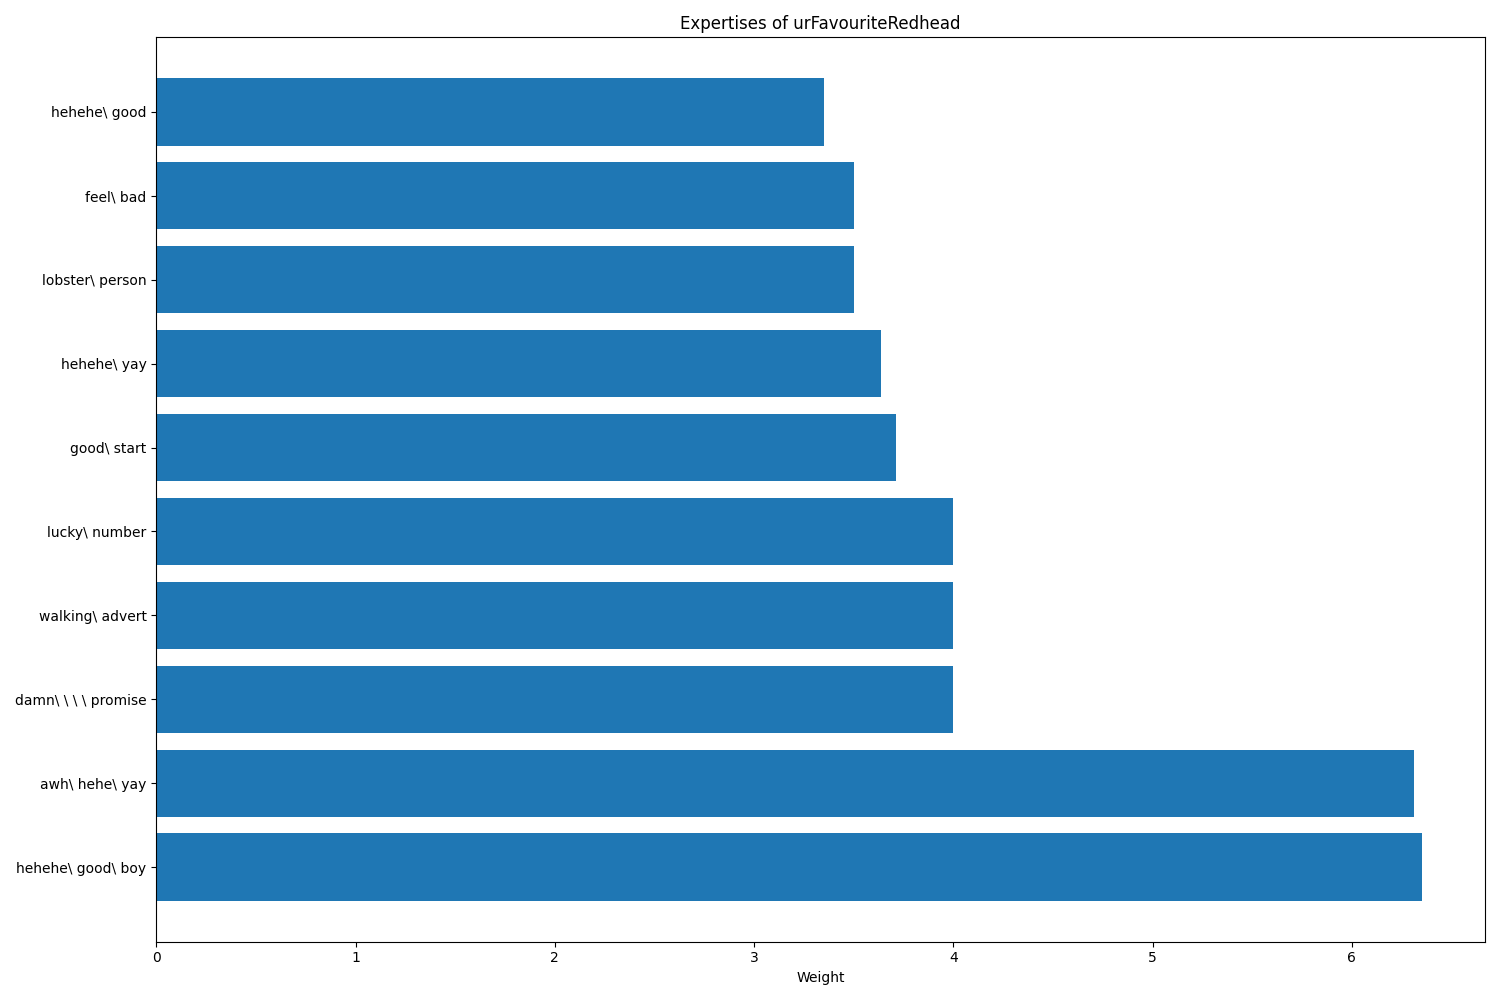 Expertises of urFavouriteRedhead
hehehe\ good
feel\ bad
lobster\ person
hehehe\ yay
good\ start
lucky\ number
walking\ advert
damn\ \ \ \ promise
awh\ hehe\ yay
hehehe\ good\ boy
0 1 2 3 4 5 6
Weight